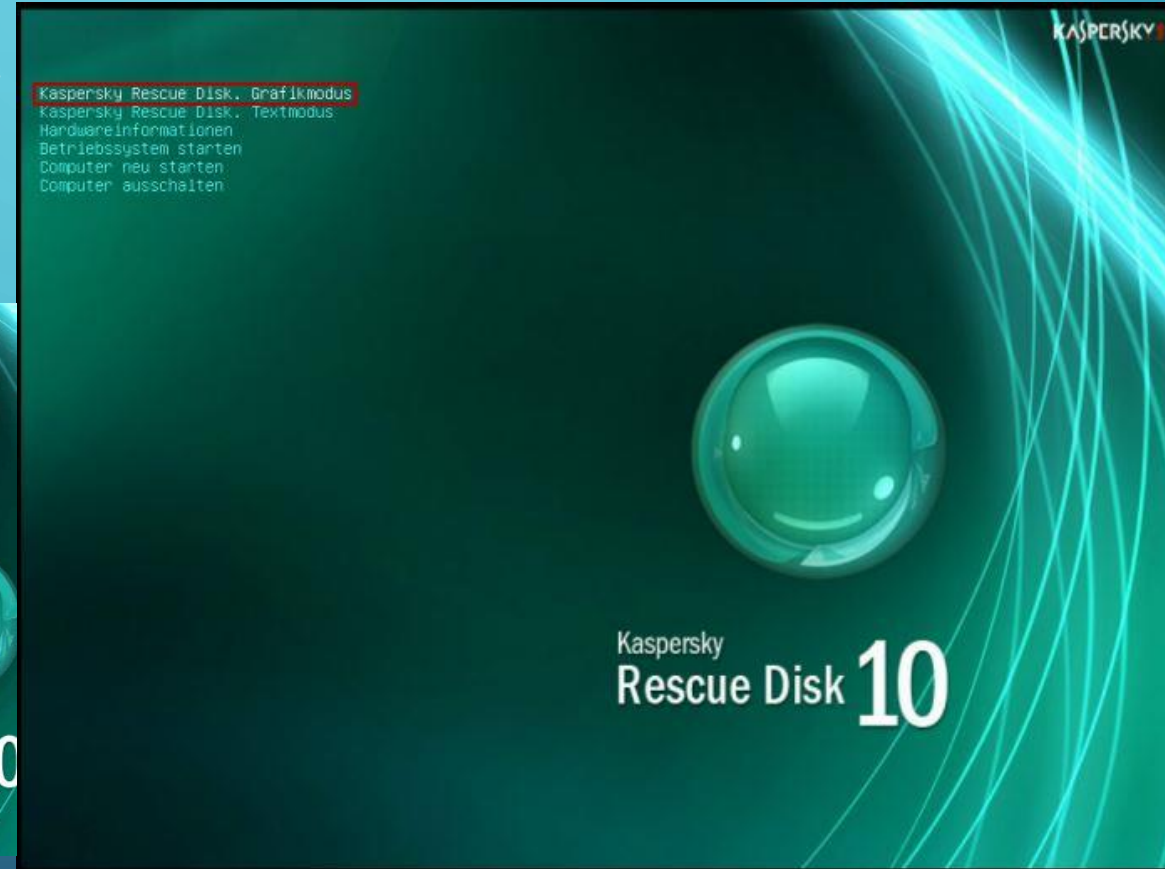 KASPERSKY
Kaspersky Rescue Disk. Grafikmodus
Kaspersky Rescue Disk. Textmodus
Hardwareinformationen
Betriebssystem starten
Computer neu starten
Computer ausschalten
Kaspersky
Rescue Disk 10
0